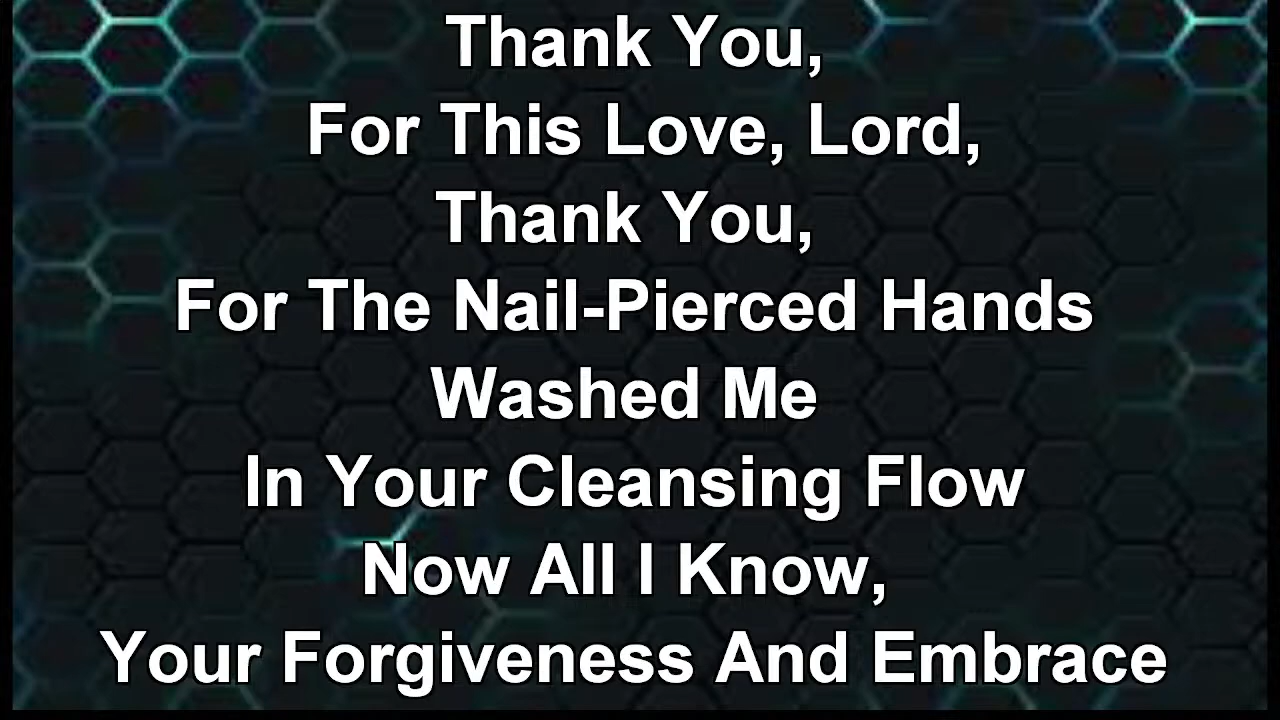 Thank You,
For This Love, Lord,
Thank You,
For The Nail-Pierced Hands
Washed Me
In Your Cleansing Flow
Now All I Know,
Your Forgiveness And Embrace